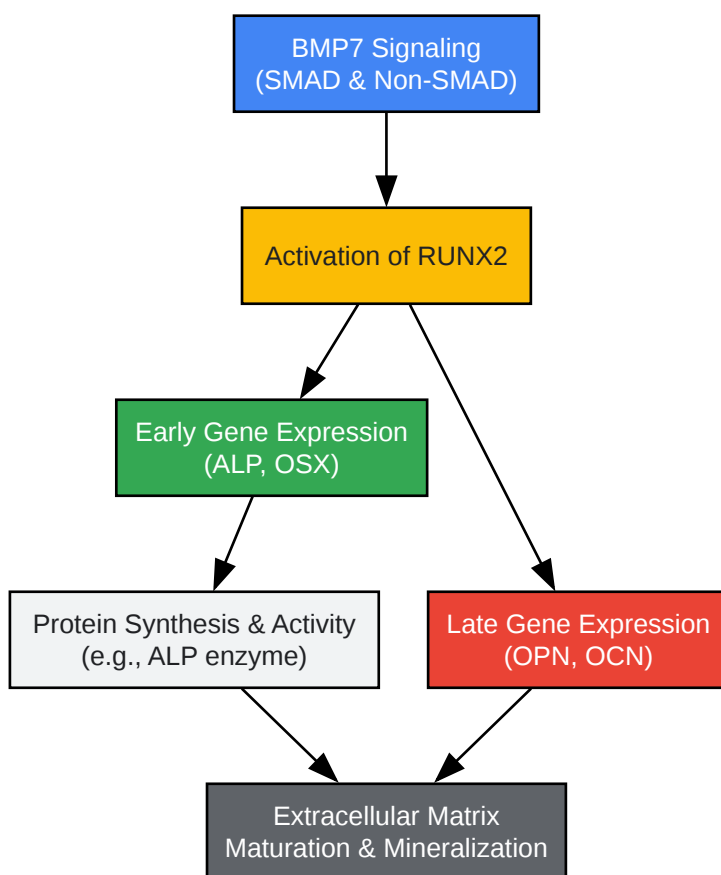 BMP7 Signaling
(SMAD & Non-SMAD)
Activation of RUNX2
Early Gene Expression
(ALP, OSX)
Protein Synthesis & Activity
(e.g., ALP enzyme)
Late Gene Expression
(OPN, OCN)
Extracellular Matrix
Maturation & Mineralization